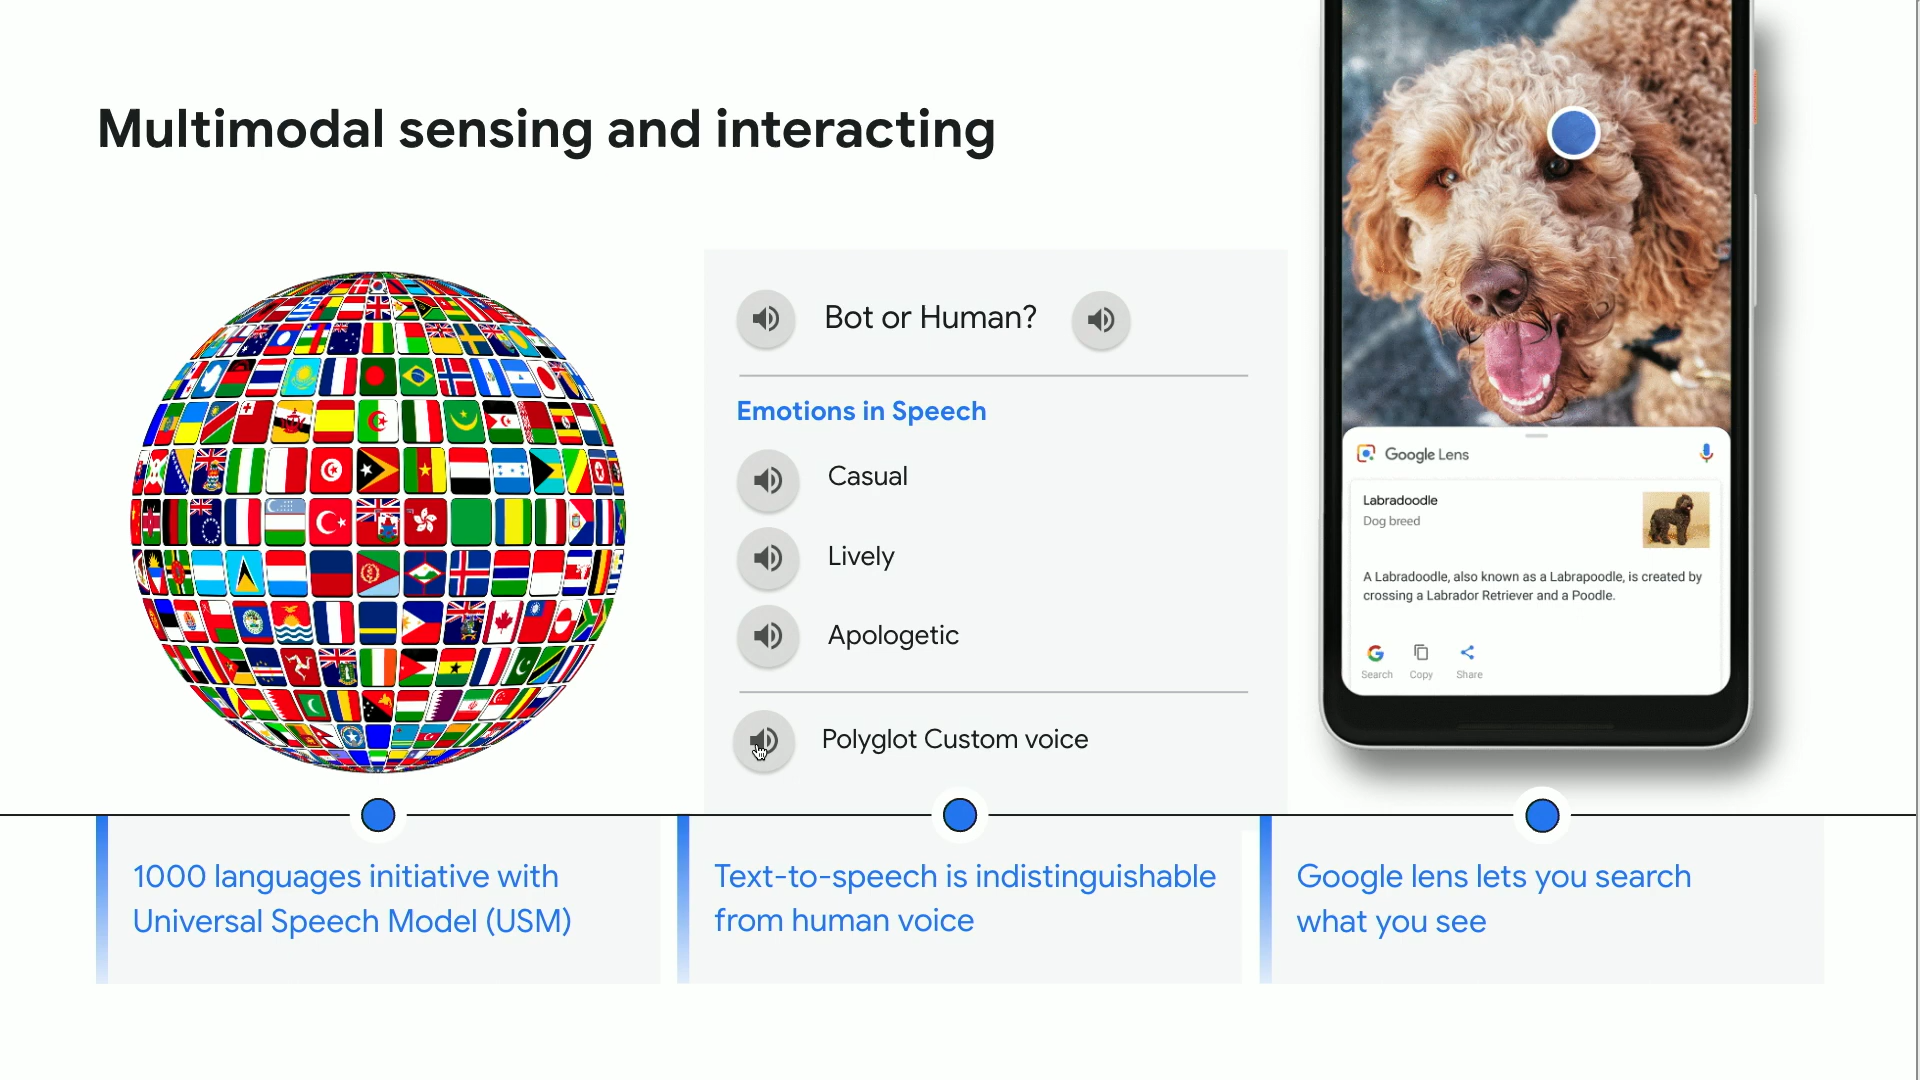 Multimodal sensing and interacting
Bot or Human?
Emotions in Speech
Casual
Lively
Apologetic
Polyglot Custom voice
Google Lens
Labradoodle
Dog breed
A Labradoodle, also known as a Labrapoodle, is created by
crossing a Labrador Retriever and a Poodle.
Search Copy Share
1000 languages initiative with
Universal Speech Model (USM)
Text-to-speech is indistinguishable
from human voice
Google lens lets you search
what you see